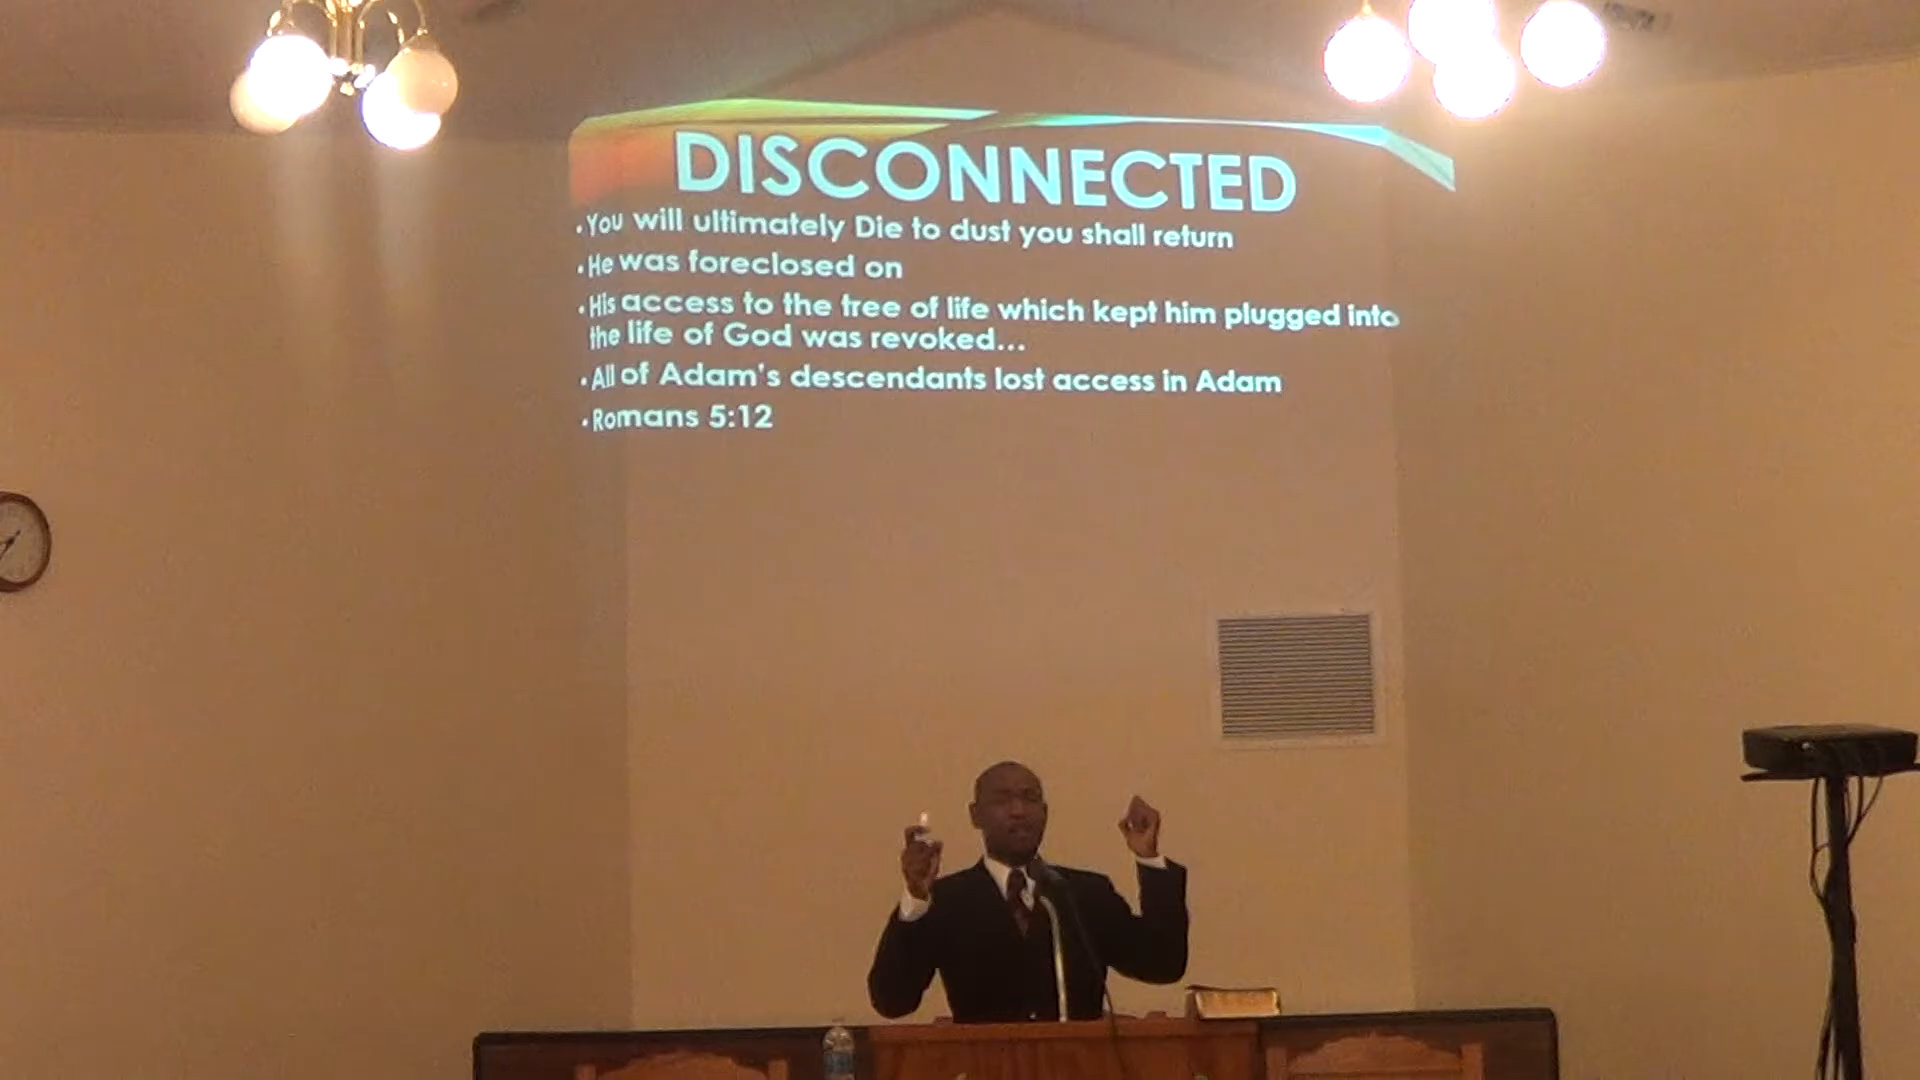 DISCONNECTED
•You will ultimately Die to dust you shall return
•He was foreclosed on
•His access to the tree of life which kept him plugged into
the life of God was revoked...
•All of Adam's descendants lost access in Adam
•Romans 5:12